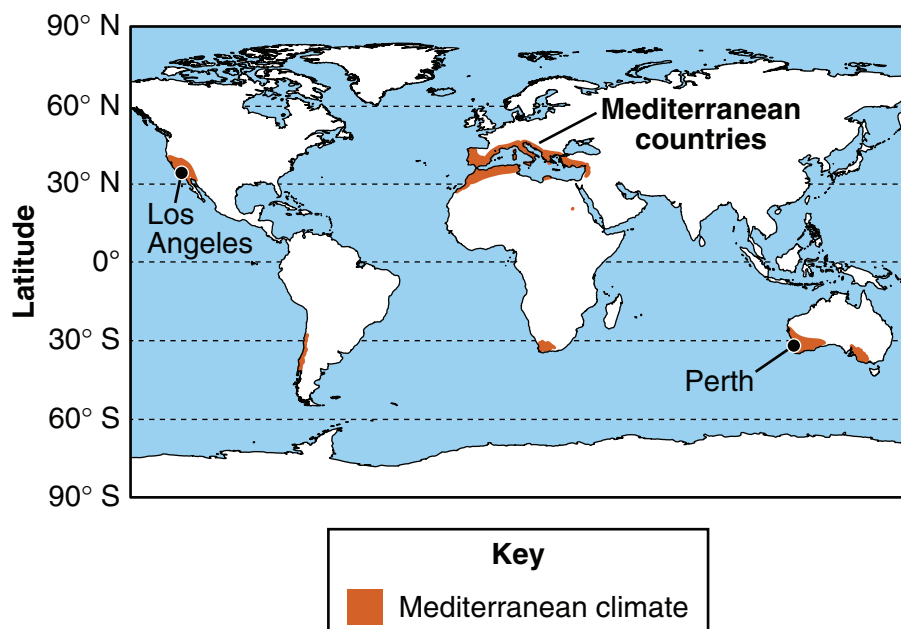 90° N
60° N
Mediterranean
countries
30° N
Los
Angeles
Latitude
0°
30° S
Perth
60° S
90° S
Key
Mediterranean climate